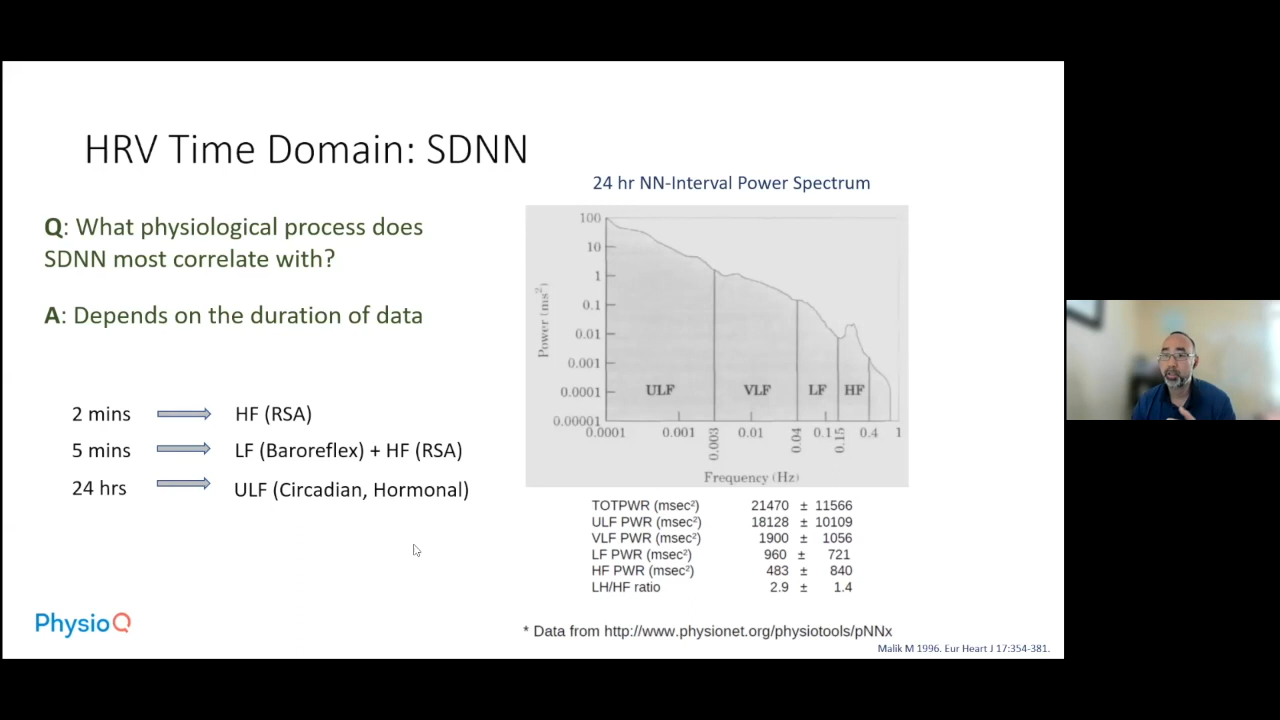 HRV Time Domain: SDNN
Q: What physiological process does
SDNN most correlate with?
A: Depends on the duration of data
2 mins HF (RSA)
5 mins LF (Baroreflex) + HF (RSA)
24 hrs ULF (Circadian, Hormonal)
24 hr NN-Interval Power Spectrum
Power (ms²)
100
10
1
0.1
0.01
0.001
0.0001
0.00001
ULF VLF LF HF
0.0001 0.001 0.003 0.01 0.04 0.1 0.15 0.4 1
Frequency (Hz)
TOTPWR (msec²) 21470 ± 11566
ULF PWR (msec²) 18128 ± 10109
VLF PWR (msec²) 1900 ± 1056
LF PWR (msec²) 960 ± 721
HF PWR (msec²) 483 ± 840
LH/HF ratio 2.9 ± 1.4
* Data from http://www.physionet.org/physiotools/pNNx
Malik M 1996. Eur Heart J 17:354-381.
PhysioQ